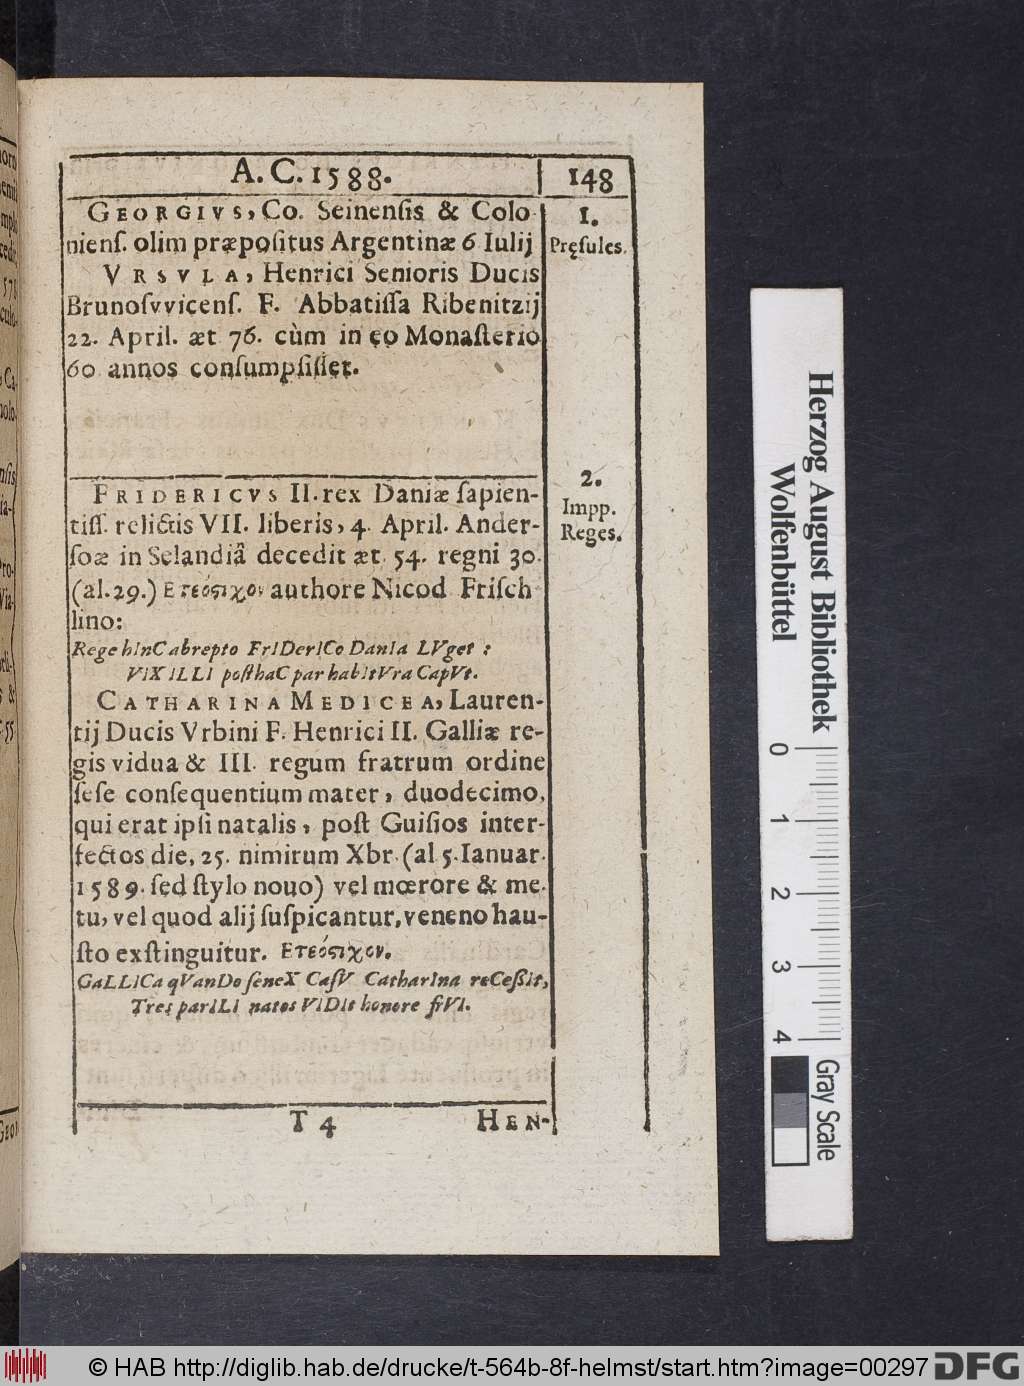 A. C. 1588.
148
GEORGIVS, Co. Seinenſis & Colo-
nienſ. olim præpoſitus Argentinæ 6 Iulij
VRSVLA, Henrici Senioris Ducis
Brunoſvvicenſ. F. Abbatiſſa Ribenitzij
22. April. æt 76. cùm in eo Monaſterio
60 annos conſumpſiſſet.
1.
Pręſules.
FRIDERICVS II. rex Daniæ ſapien-
tiſſ. relictis VII. liberis, 4. April. Ander-
ſoæ in Selandiâ decedit æt. 54. regni 30.
(al. 29.) Ετεόϛιχον authore Nicod Friſch
lino:
Rege hInC abrepto FrIDerICo DanIa LVget :
VIX ILLI poſthaC par habItVra CapVt.
CATHARINA MEDICEA, Lauren-
tij Ducis Vrbini F. Henrici II. Galliæ re-
gis vidua & III. regum fratrum ordine
ſeſe conſequentium mater, duodecimo,
qui erat ipſi natalis, poſt Guiſios inter-
fectos die, 25. nimirum Xbr. (al 5. Ianuar.
1589. ſed ſtylo nouo) vel mœrore & me-
tu, vel quod alij ſuſpicantur, veneno hau-
ſto exſtinguitur. Ετεόϛιχον.
GaLLICa qVanDo ſeneX CaſV CatharIna reCeßit,
Tres parILI natos VIDIt honore frVI.
2.
Impp.
Reges.
T 4
HEN-
Herzog August Bibliothek
Wolfenbüttel
0 1 2 3 4
Gray Scale
© HAB http://diglib.hab.de/drucke/t-564b-8f-helmst/start.htm?image=00297
DFG